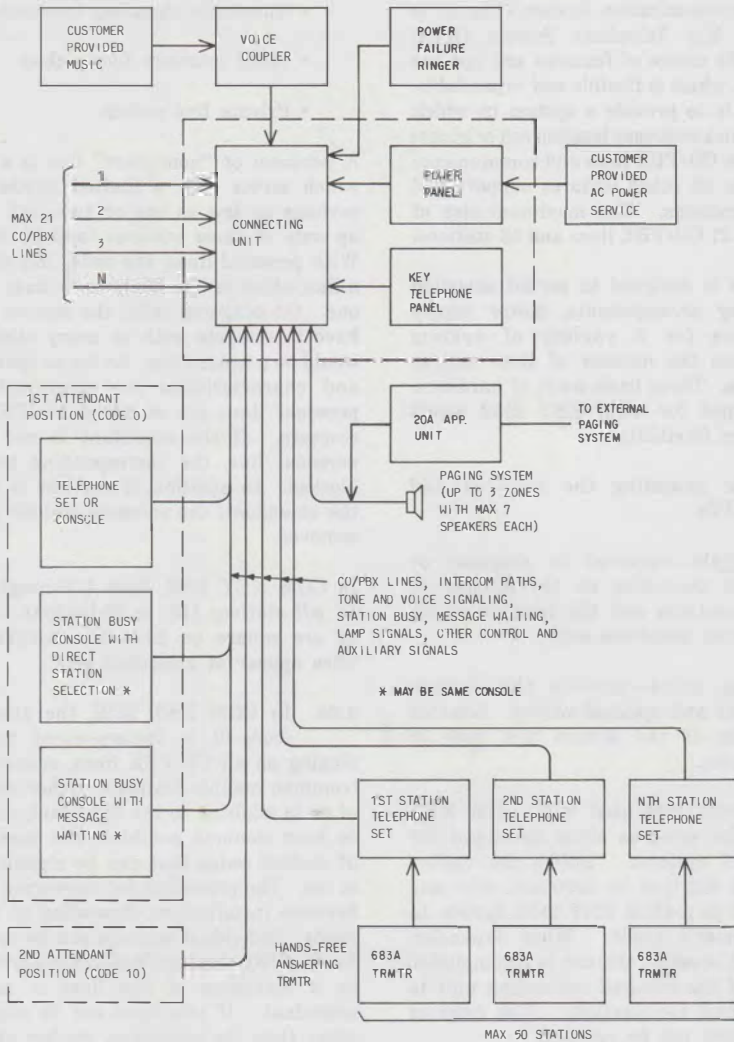 CUSTOMER
PROVIDED
MUSIC
VOICE
COUPLER
POWER
FAILURE
RINGER
MAX 21
CO/PBX
LINES
1
2
3
N
CONNECTING
UNIT
POWER
PANEL
CUSTOMER
PROVIDED
AC POWER
SERVICE
KEY
TELEPHONE
PANEL
1ST ATTENDANT
POSITION CODE O
TELEPHONE
SET OR
CONSOLE
STATION BUSY
CONSOLE WITH
DIRECT
STATION
SELECTION *
STATION BUSY
CONSOLE WITH
MESSAGE
WAITING *
2ND ATTENDANT
POSITION (CODE 10)
HANDS-FREE
ANSWERING
TRMTR
20A APP.
UNIT
TO EXTERNAL
PAGING
SYSTEM
PAGING SYSTEM
(UP TO 3 ZONES
WITH MAX 7
SPEAKERS EACH)
CO/PBX LINES, INTERCOM PATHS,
TONE AND VOICE SIGNALING,
STATION BUSY, MESSAGE WAITING,
LAMP SIGNALS, OTHER CONTROL AND
AUXILIARY SIGNALS
* MAY BE SAME CONSOLE
1ST STATION
TELEPHONE
SET
2ND STATION
TELEPHONE
SET
NTH STATION
TELEPHONE
SET
683A
TRMTR
683A
TRMTR
683A
TRMTR
MAX 50 STATIONS